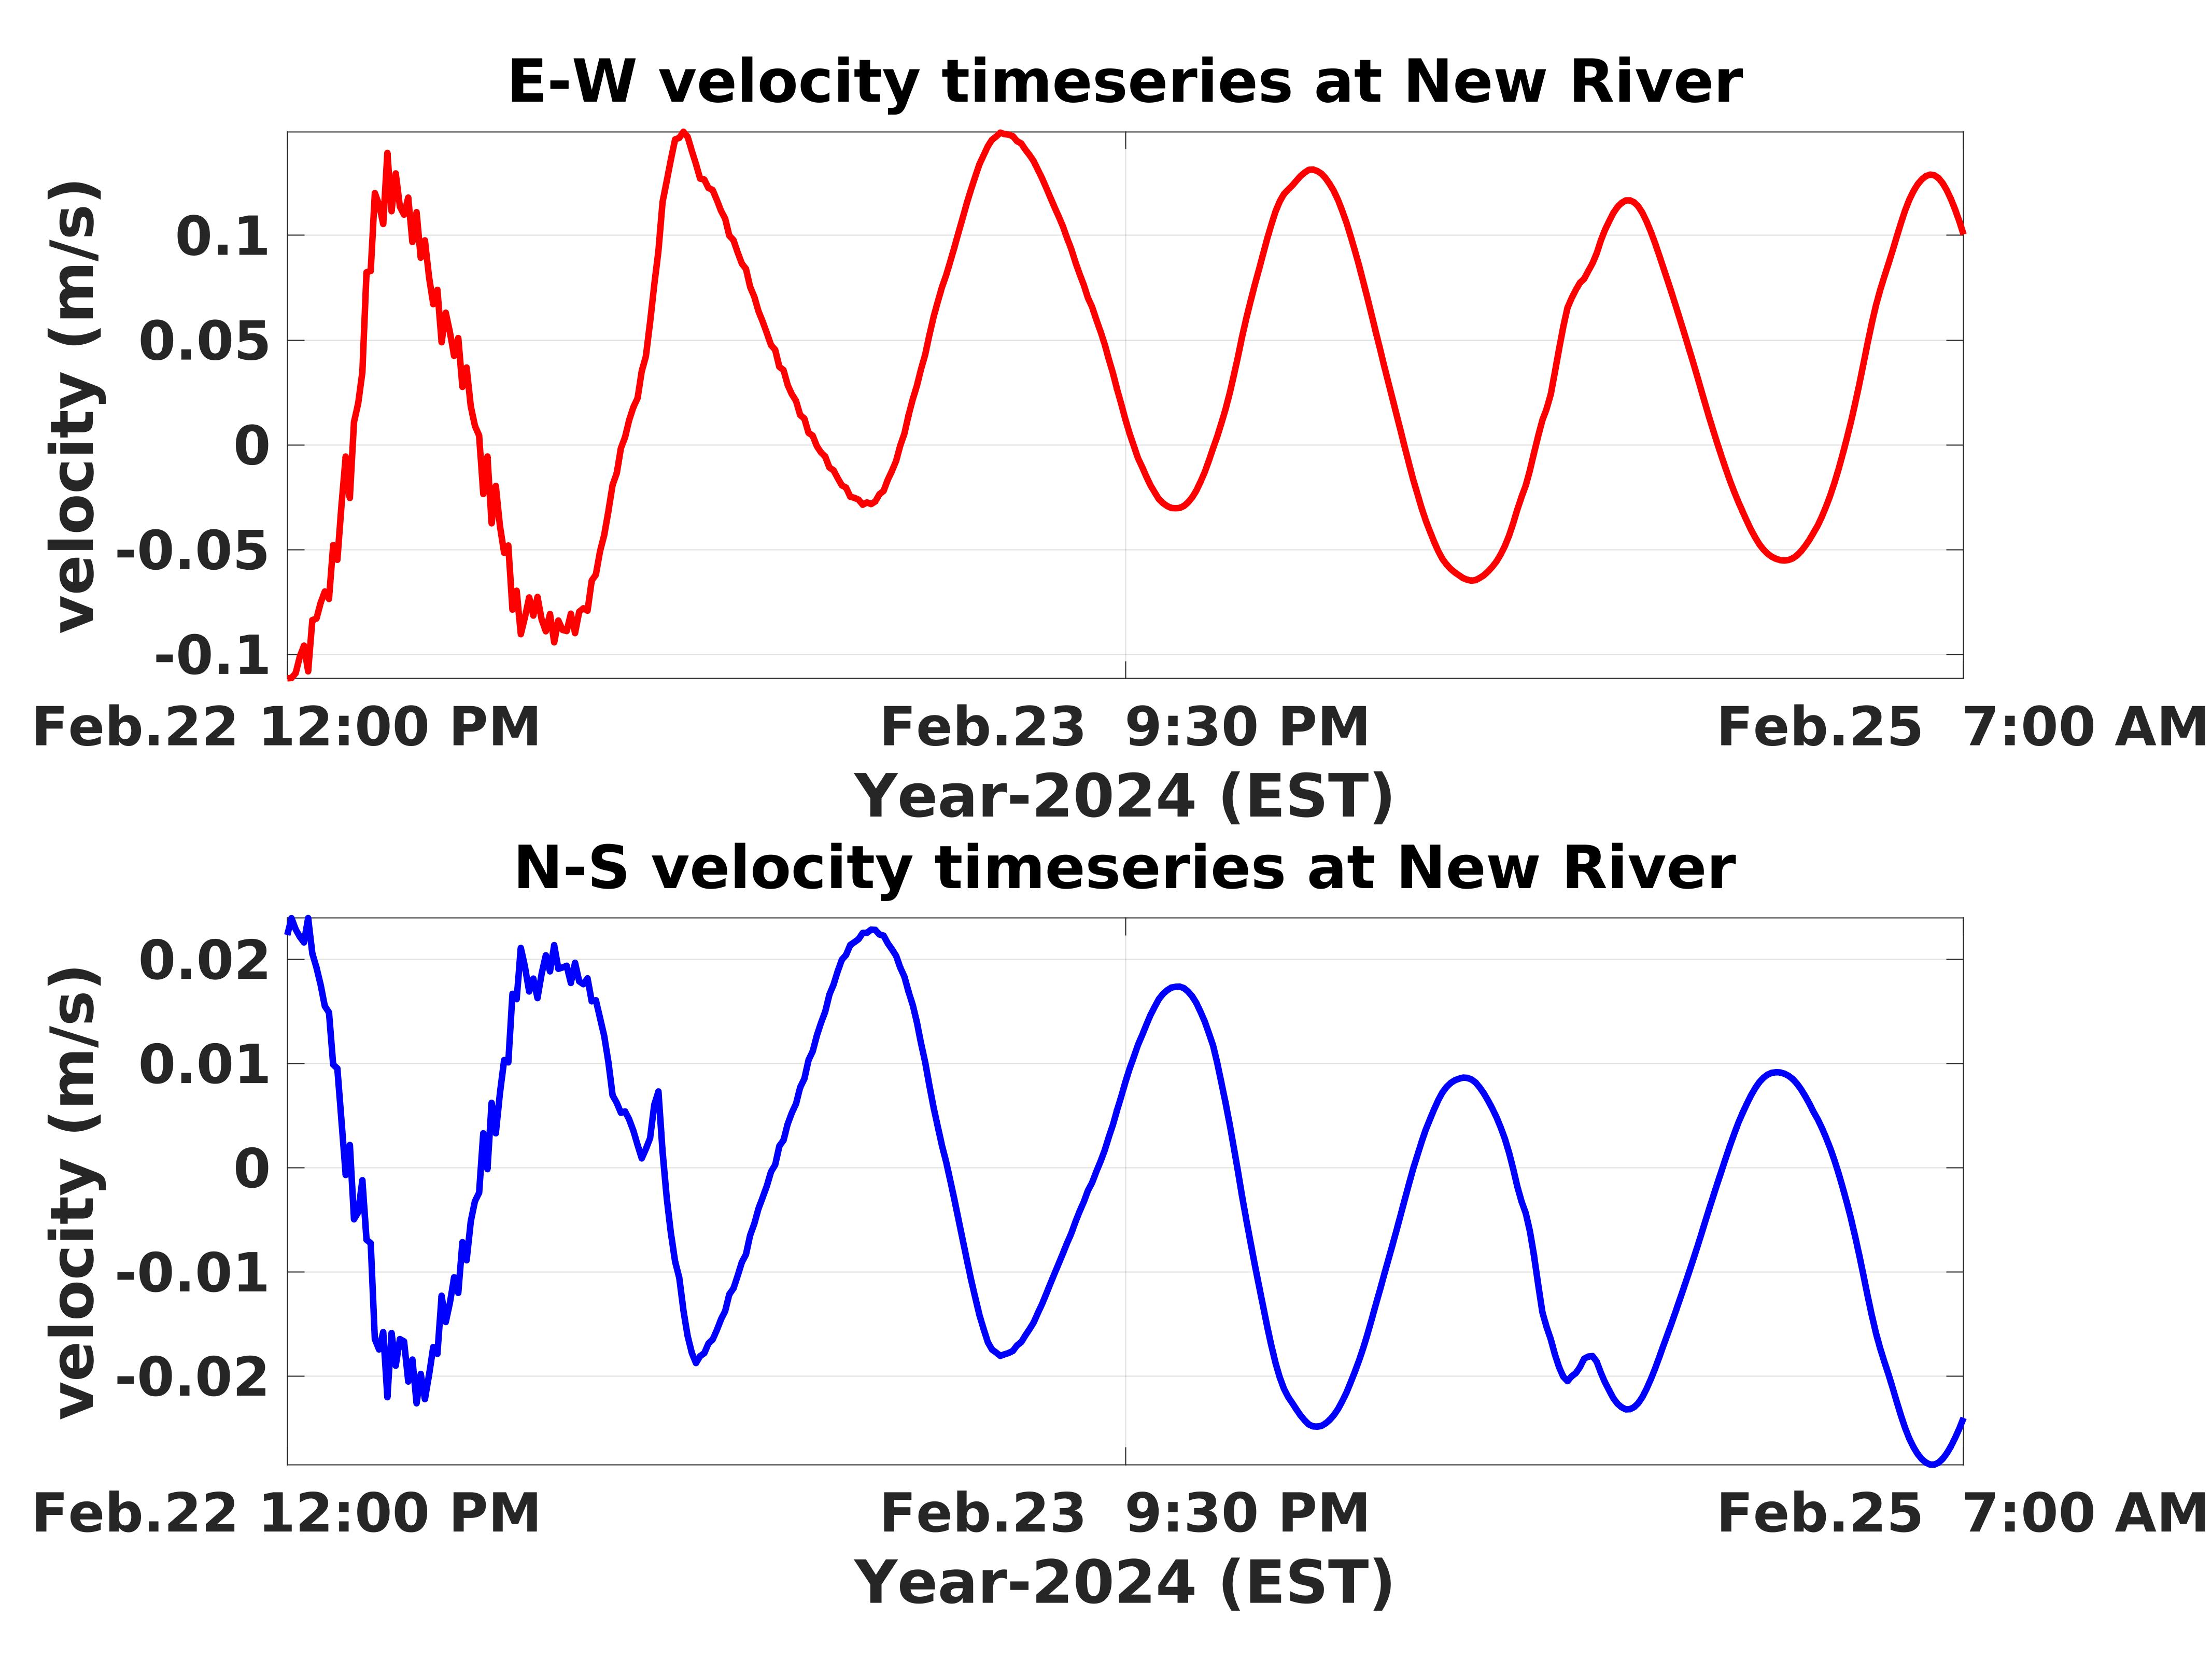 E-W velocity timeseries at New River
velocity (m/s)
0.1
0.05
0
-0.05
-0.1
Feb.22 12:00 PM Feb.23  9:30 PM Feb.25  7:00 AM
Year-2024 (EST)
N-S velocity timeseries at New River
velocity (m/s)
0.02
0.01
0
-0.01
-0.02
Feb.22 12:00 PM Feb.23  9:30 PM Feb.25  7:00 AM
Year-2024 (EST)